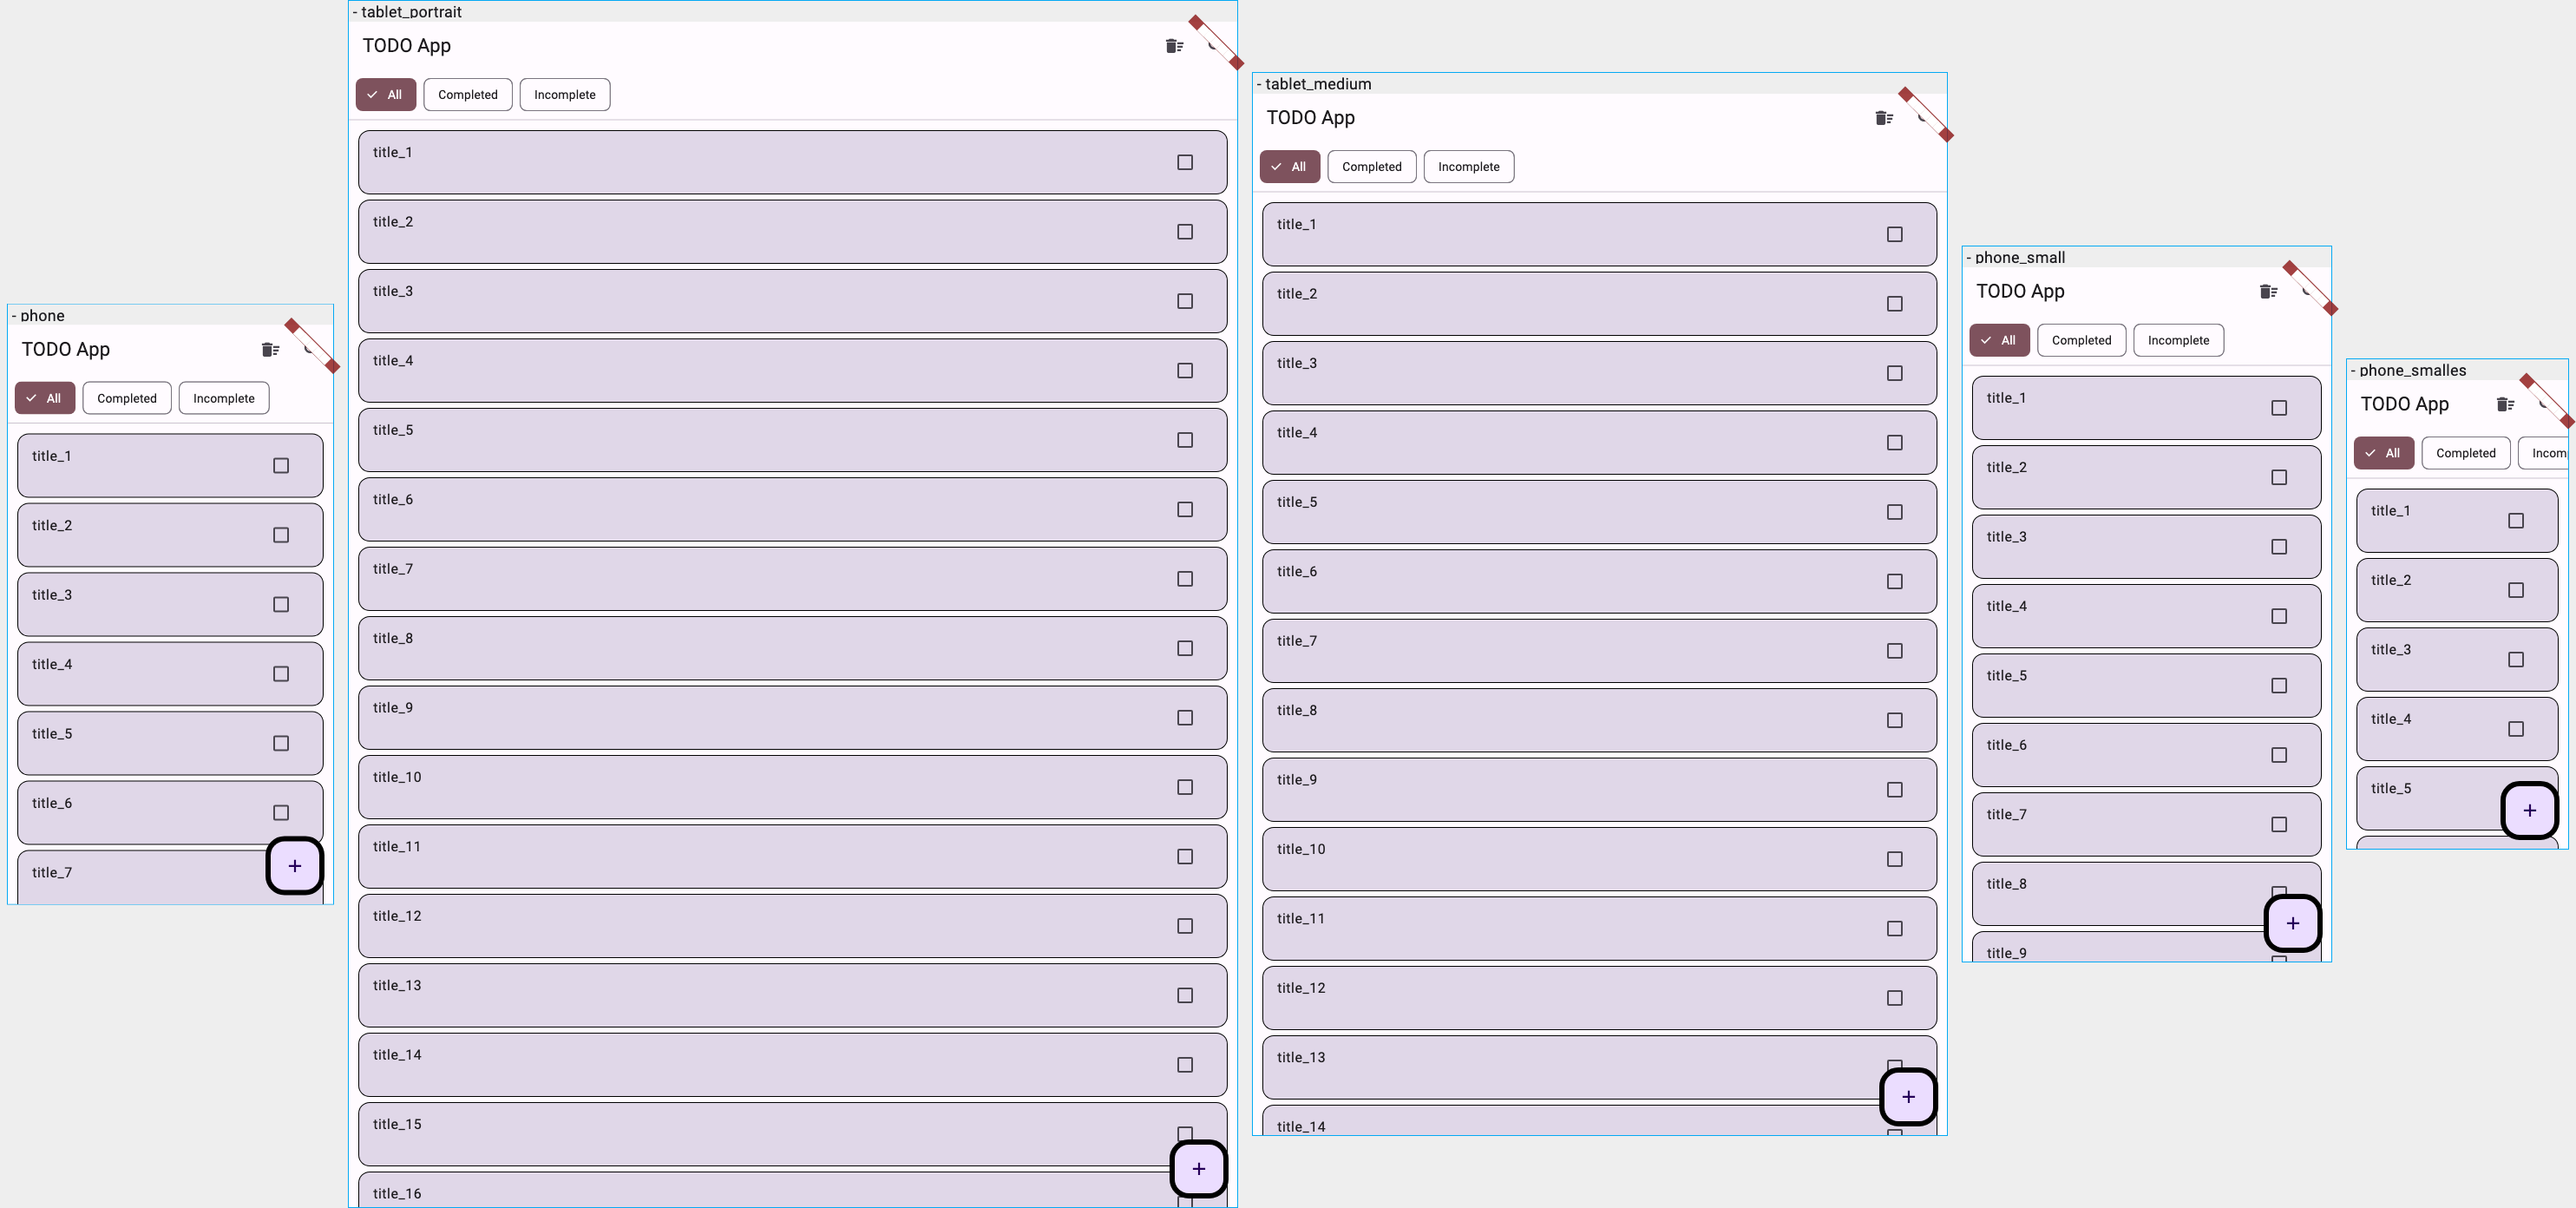 - phone
TODO App
All Completed Incomplete
title_1
title_2
title_3
title_4
title_5
title_6
title_7
+
- tablet_portrait
TODO App
All Completed Incomplete
title_1
title_2
title_3
title_4
title_5
title_6
title_7
title_8
title_9
title_10
title_11
title_12
title_13
title_14
title_15
title_16
+
- tablet_medium
TODO App
All Completed Incomplete
title_1
title_2
title_3
title_4
title_5
title_6
title_7
title_8
title_9
title_10
title_11
title_12
title_13
title_14
+
- phone_small
TODO App
All Completed Incomplete
title_1
title_2
title_3
title_4
title_5
title_6
title_7
title_8
title_9
+
- phone_smalles
TODO App
All Completed Incom
title_1
title_2
title_3
title_4
title_5
+